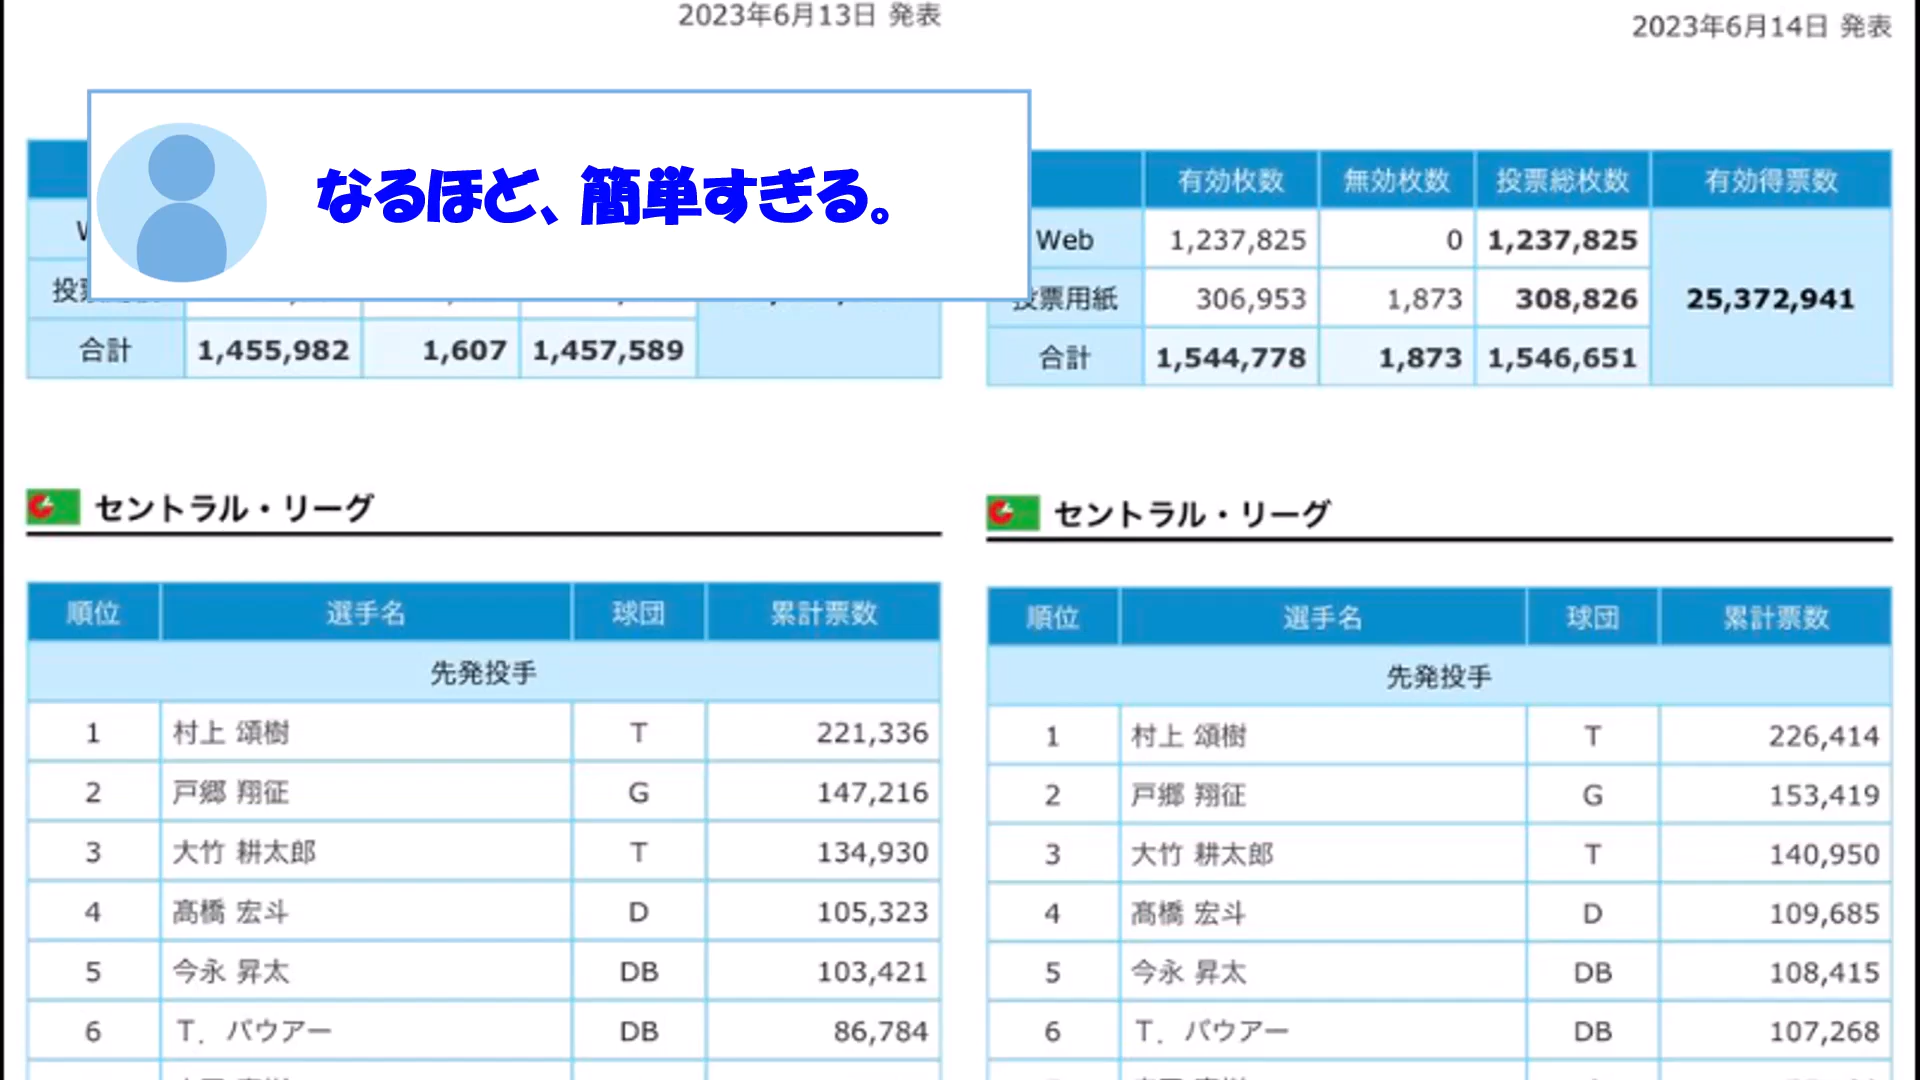 2023年6月13日 発表
2023年6月14日 発表
なるほど、簡単すぎる。
合計 1,455,982 1,607 1,457,589
有効枚数 無効枚数 投票総枚数 有効得票数
Web 1,237,825 0 1,237,825
投票用紙 306,953 1,873 308,826 25,372,941
合計 1,544,778 1,873 1,546,651
セントラル・リーグ
順位 選手名 球団 累計票数
先発投手
1 村上 頌樹 T 221,336
2 戸郷 翔征 G 147,216
3 大竹 耕太郎 T 134,930
4 髙橋 宏斗 D 105,323
5 今永 昇太 DB 103,421
6 T．バウアー DB 86,784
セントラル・リーグ
順位 選手名 球団 累計票数
先発投手
1 村上 頌樹 T 226,414
2 戸郷 翔征 G 153,419
3 大竹 耕太郎 T 140,950
4 髙橋 宏斗 D 109,685
5 今永 昇太 DB 108,415
6 T．バウアー DB 107,268